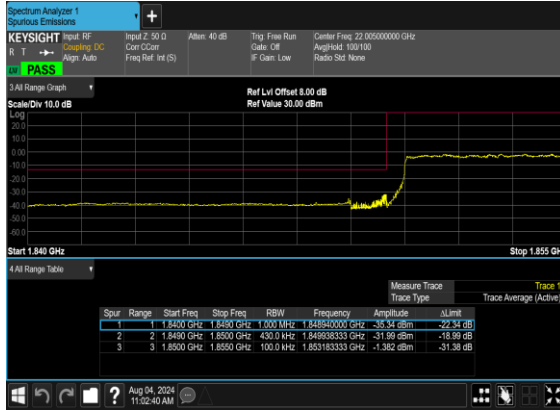 Spectrum Analyzer 1
Spurious Emissions
KEYSIGHT
R T
Input: RF
Coupling: DC
Align: Auto
Input Z: 50 Ω
Corr CCorr
Freq Ref: Int (S)
Atten: 40 dB
Trig: Free Run
Gate: Off
IF Gain: Low
Center Freq: 22.005000000 GHz
Avg|Hold: 100/100
Radio Std: None
PASS
3 All Range Graph
Ref Lvl Offset 8.00 dB
Scale/Div 10.0 dB
Ref Value 30.00 dBm
Log
20.0
10.0
0.00
-10.0
-20.0
-30.0
-40.0
-50.0
-60.0
Start 1.840 GHz
Stop 1.855 GH
4 All Range Table
Measure Trace Trace 1
Trace Type Trace Average (Active)
Spur Range Start Freq Stop Freq RBW Frequency Amplitude ΔLimit
1 1 1.8400 GHz 1.8490 GHz 1.000 MHz 1.848940000 GHz -35.34 dBm -22.34 dB
2 2 1.8490 GHz 1.8500 GHz 430.0 kHz 1.849938333 GHz -31.99 dBm -18.99 dB
3 3 1.8500 GHz 1.8550 GHz 100.0 kHz 1.853183333 GHz -1.382 dBm -31.38 dB
Aug 04, 2024
11:02:40 AM